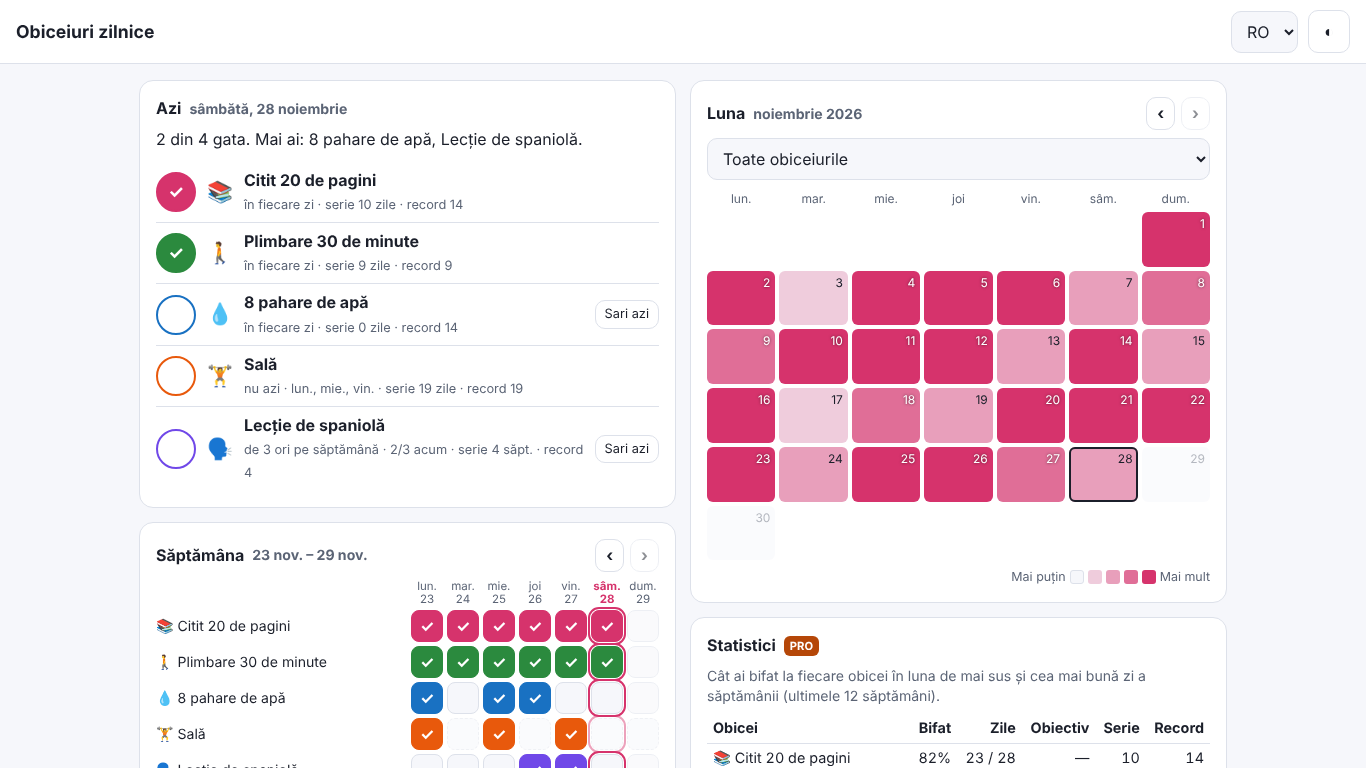 Obiceiuri zilnice
RO
Azi sâmbătă, 28 noiembrie
2 din 4 gata. Mai ai: 8 pahare de apă, Lecție de spaniolă.
Citit 20 de pagini
în fiecare zi · serie 10 zile · record 14
Plimbare 30 de minute
în fiecare zi · serie 9 zile · record 9
8 pahare de apă
în fiecare zi · serie 0 zile · record 14
Sari azi
Sală
nu azi · lun., mie., vin. · serie 19 zile · record 19
Lecție de spaniolă
de 3 ori pe săptămână · 2/3 acum · serie 4 săpt. · record
4
Sari azi
Săptămâna 23 nov. – 29 nov.
lun. mar. mie. joi vin. sâm. dum.
23 24 25 26 27 28 29
Citit 20 de pagini
Plimbare 30 de minute
8 pahare de apă
Sală
Lecție de spaniolă
Luna noiembrie 2026
Toate obiceiurile
lun. mar. mie. joi vin. sâm. dum.
1
2 3 4 5 6 7 8
9 10 11 12 13 14 15
16 17 18 19 20 21 22
23 24 25 26 27 28 29
30
Mai puțin Mai mult
Statistici PRO
Cât ai bifat la fiecare obicei în luna de mai sus și cea mai bună zi a
săptămânii (ultimele 12 săptămâni).
Obicei Bifat Zile Obiectiv Serie Record
Citit 20 de pagini 82% 23 / 28 — 10 14